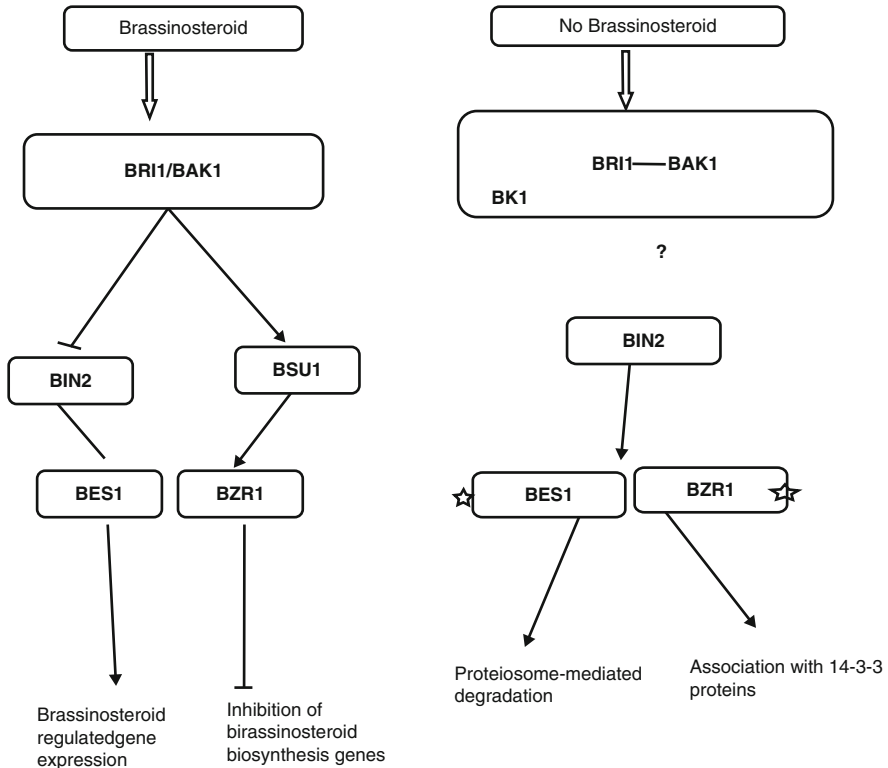 Brassinosteroid
BRI1/BAK1
BIN2
BSU1
BES1
BZR1
Brassinosteroid
regulatedgene
expression
Inhibition of
birassinosteroid
biosynthesis genes
No Brassinosteroid
BRI1—BAK1
BK1
?
BIN2
BES1
BZR1
Proteiosome-mediated
degradation
Association with 14-3-3
proteins